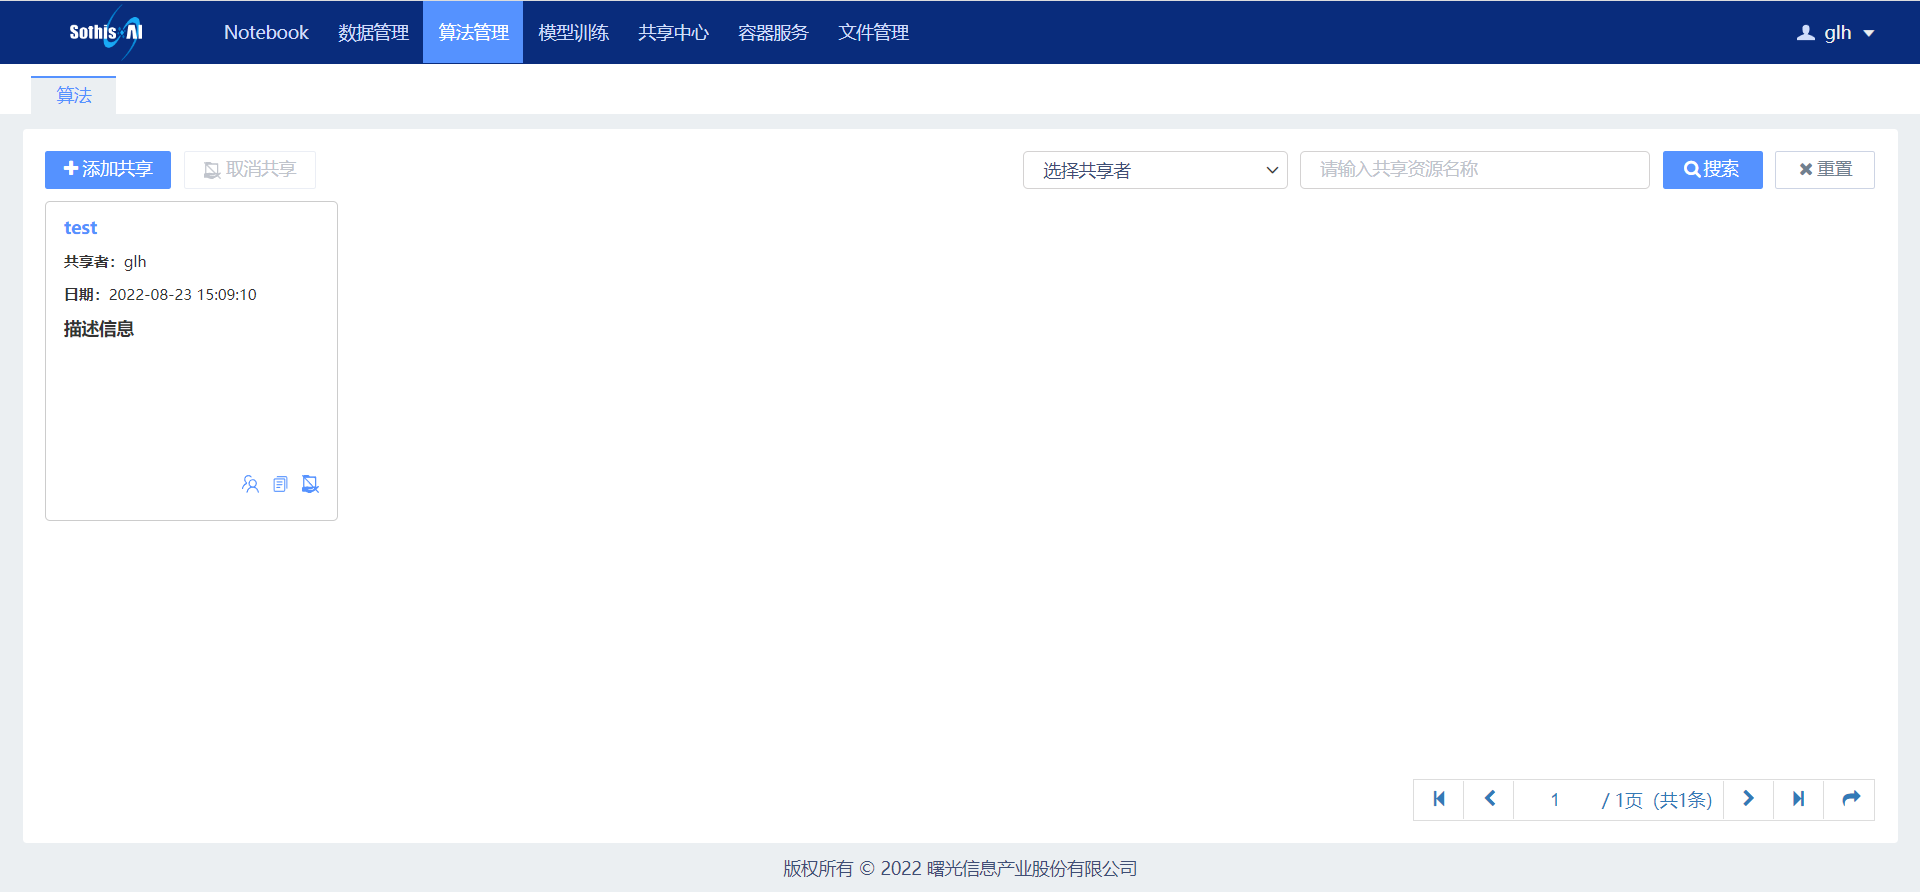 Sothis AI Notebook 数据管理 算法管理 模型训练 共享中心 容器服务 文件管理 glh
算法
添加共享 取消共享 选择共享者 请输入共享资源名称 搜索 重置
test
共享者：glh
日期：2022-08-23 15:09:10
描述信息
1 / 1页 (共1条)
版权所有 © 2022 曙光信息产业股份有限公司